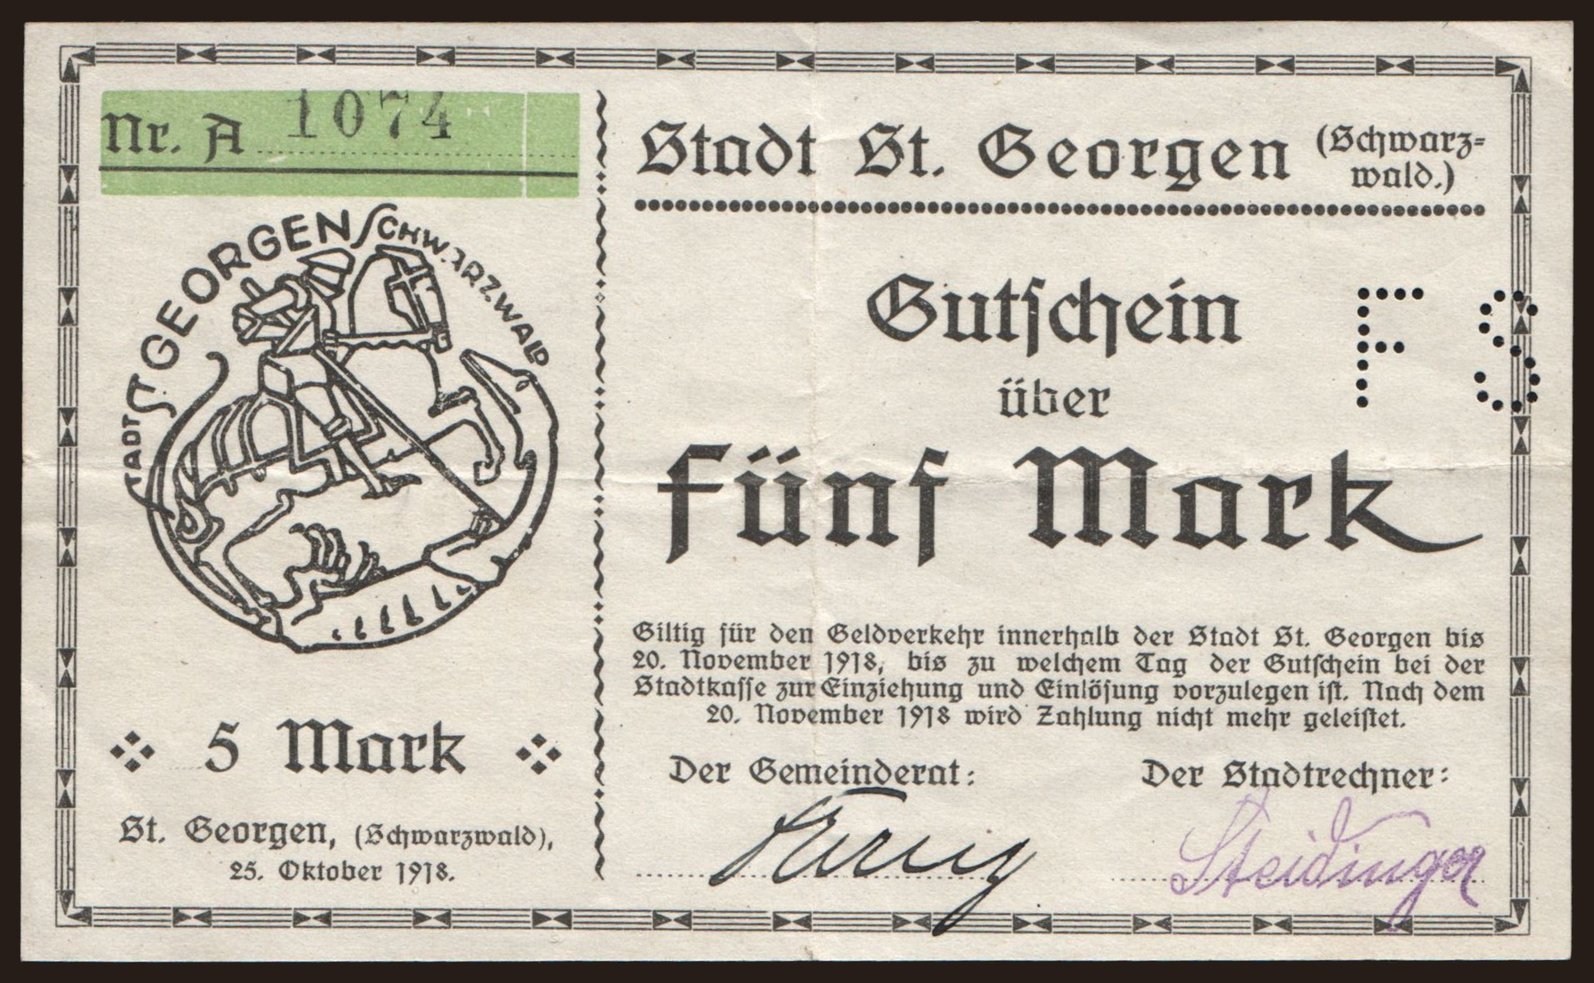 Nr. A 1074
STADT ST GEORGEN SCHWARZWALD
5 Mark
St. Georgen, (Schwarzwald),
25. Oktober 1918.
Stadt St. Georgen (Schwarz-
wald.)
Gutschein
über
Fünf Mark
F S
Giltig für den Geldverkehr innerhalb der Stadt St. Georgen bis
20. November 1918, bis zu welchem Tag der Gutschein bei der
Stadtkasse zur Einziehung und Einlösung vorzulegen ist. Nach dem
20. November 1918 wird Zahlung nicht mehr geleistet.
Der Gemeinderat:
Der Stadtrechner:
Steidinger